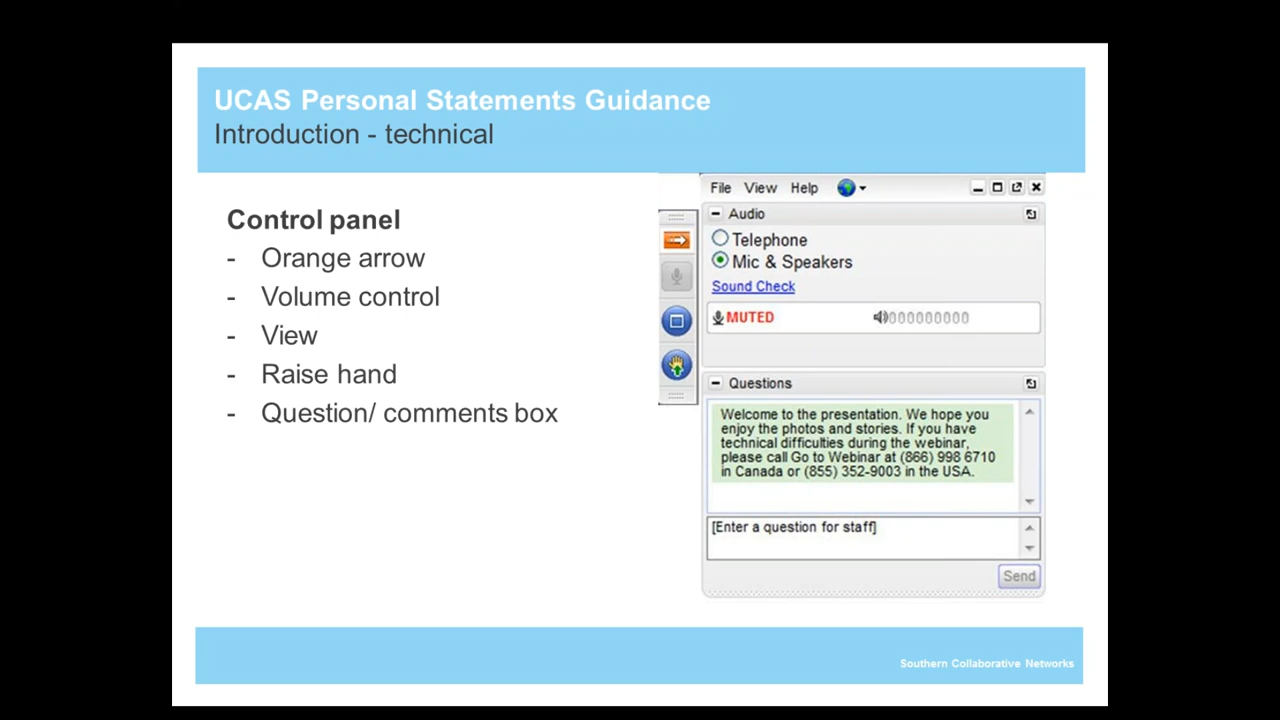 UCAS Personal Statements Guidance
Introduction - technical
Control panel
- Orange arrow
- Volume control
- View
- Raise hand
- Question/ comments box
File View Help
Audio
Telephone
Mic & Speakers
Sound Check
MUTED
Questions
Welcome to the presentation. We hope you
enjoy the photos and stories. If you have
technical difficulties during the webinar,
please call Go to Webinar at (866) 998 6710
in Canada or (855) 352-9003 in the USA.
[Enter a question for staff]
Send
Southern Collaborative Networks